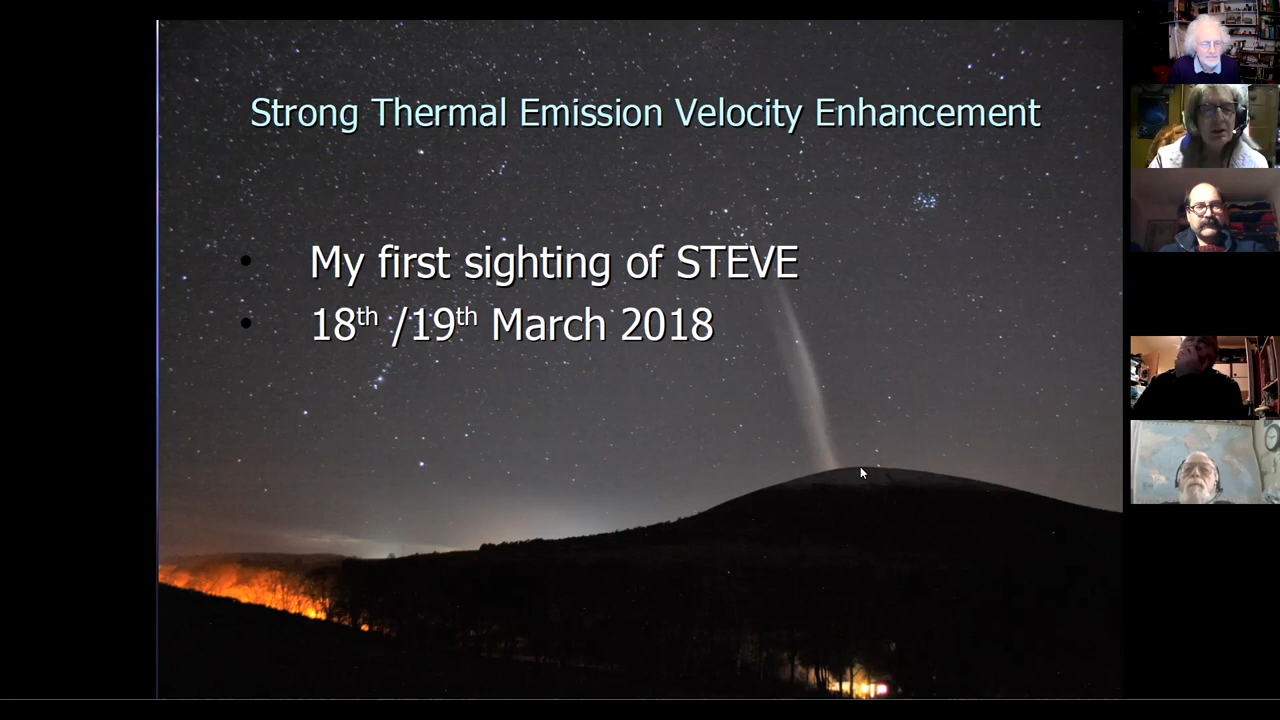 Strong Thermal Emission Velocity Enhancement
• My first sighting of STEVE
• 18th /19th March 2018